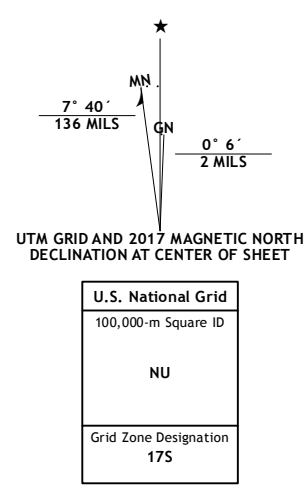 ★
MN
7° 40´
136 MILS
GN
0° 6´
2 MILS
UTM GRID AND 2017 MAGNETIC NORTH
DECLINATION AT CENTER OF SHEET
U.S. National Grid
100,000-m Square ID
NU
Grid Zone Designation
17S